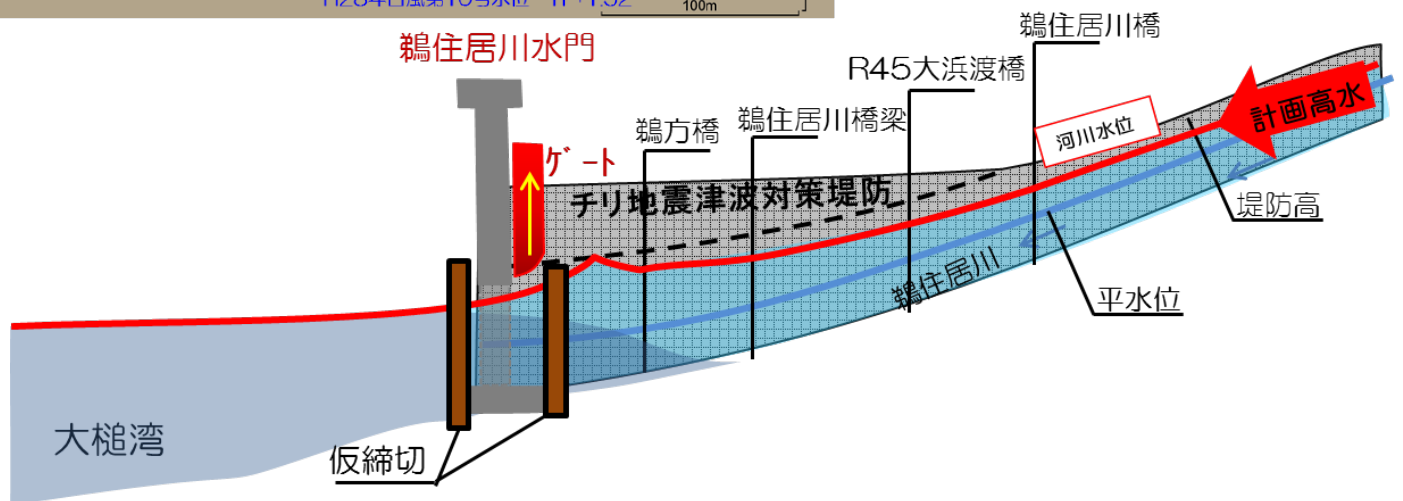 100m
鵜住居川水門
鵜住居川橋
R45大浜渡橋
鵜住居川橋梁
鵜方橋
ゲート
チリ地震津波対策堤防
河川水位
計画高水
堤防高
平水位
鵜住居川
大槌湾
仮締切